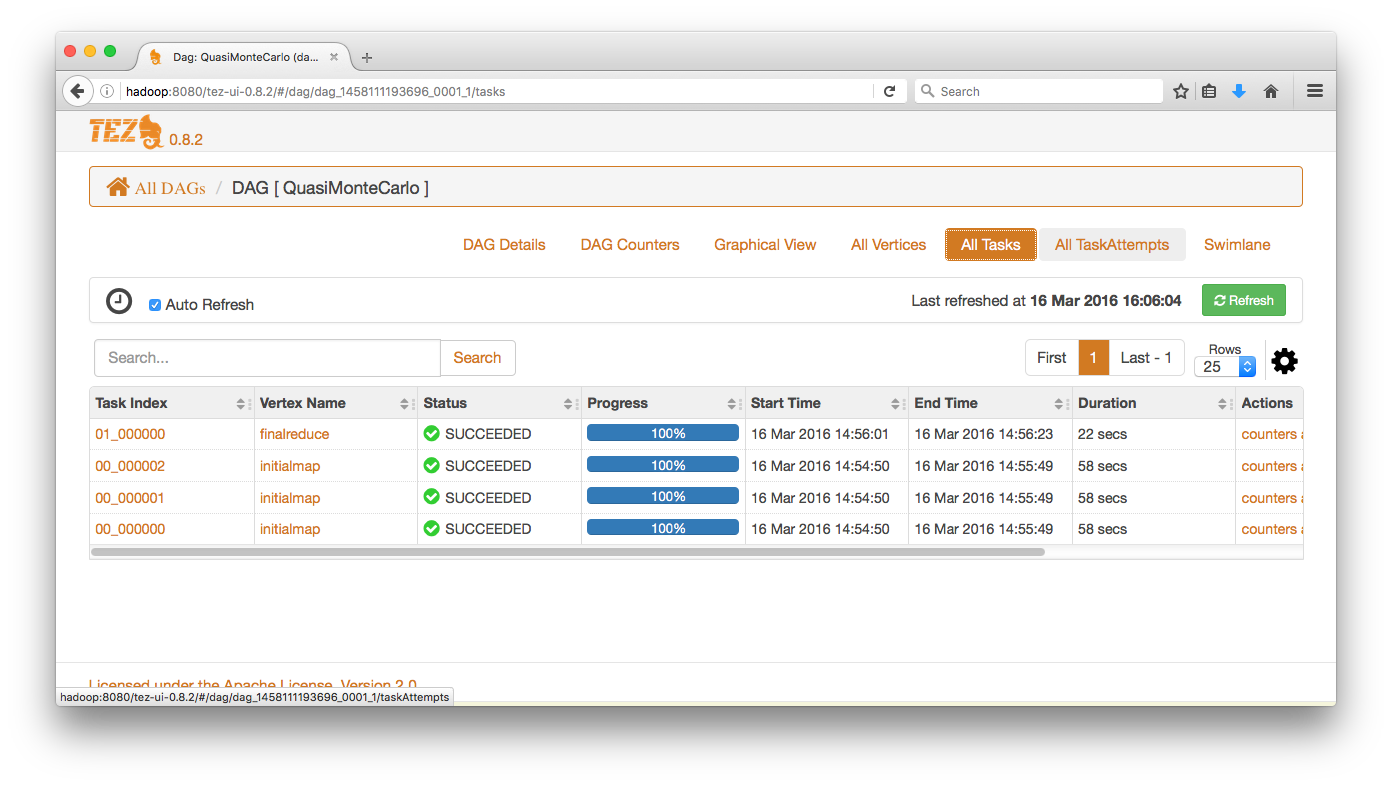 Dag: QuasiMonteCarlo (da...
hadoop:8080/tez-ui-0.8.2/#/dag/dag_1458111193696_0001_1/tasks
Search
TEZ 0.8.2
All DAGs / DAG [ QuasiMonteCarlo ]
DAG Details DAG Counters Graphical View All Vertices All Tasks All TaskAttempts Swimlane
Auto Refresh Last refreshed at 16 Mar 2016 16:06:04 Refresh
Search... Search First 1 Last - 1 Rows 25
Task Index Vertex Name Status Progress Start Time End Time Duration Actions
01_000000 finalreduce SUCCEEDED 100% 16 Mar 2016 14:56:01 16 Mar 2016 14:56:23 22 secs counters a
00_000002 initialmap SUCCEEDED 100% 16 Mar 2016 14:54:50 16 Mar 2016 14:55:49 58 secs counters a
00_000001 initialmap SUCCEEDED 100% 16 Mar 2016 14:54:50 16 Mar 2016 14:55:49 58 secs counters a
00_000000 initialmap SUCCEEDED 100% 16 Mar 2016 14:54:50 16 Mar 2016 14:55:49 58 secs counters a
Licensed under the Apache License, Version 2.0
hadoop:8080/tez-ui-0.8.2/#/dag/dag_1458111193696_0001_1/taskAttempts